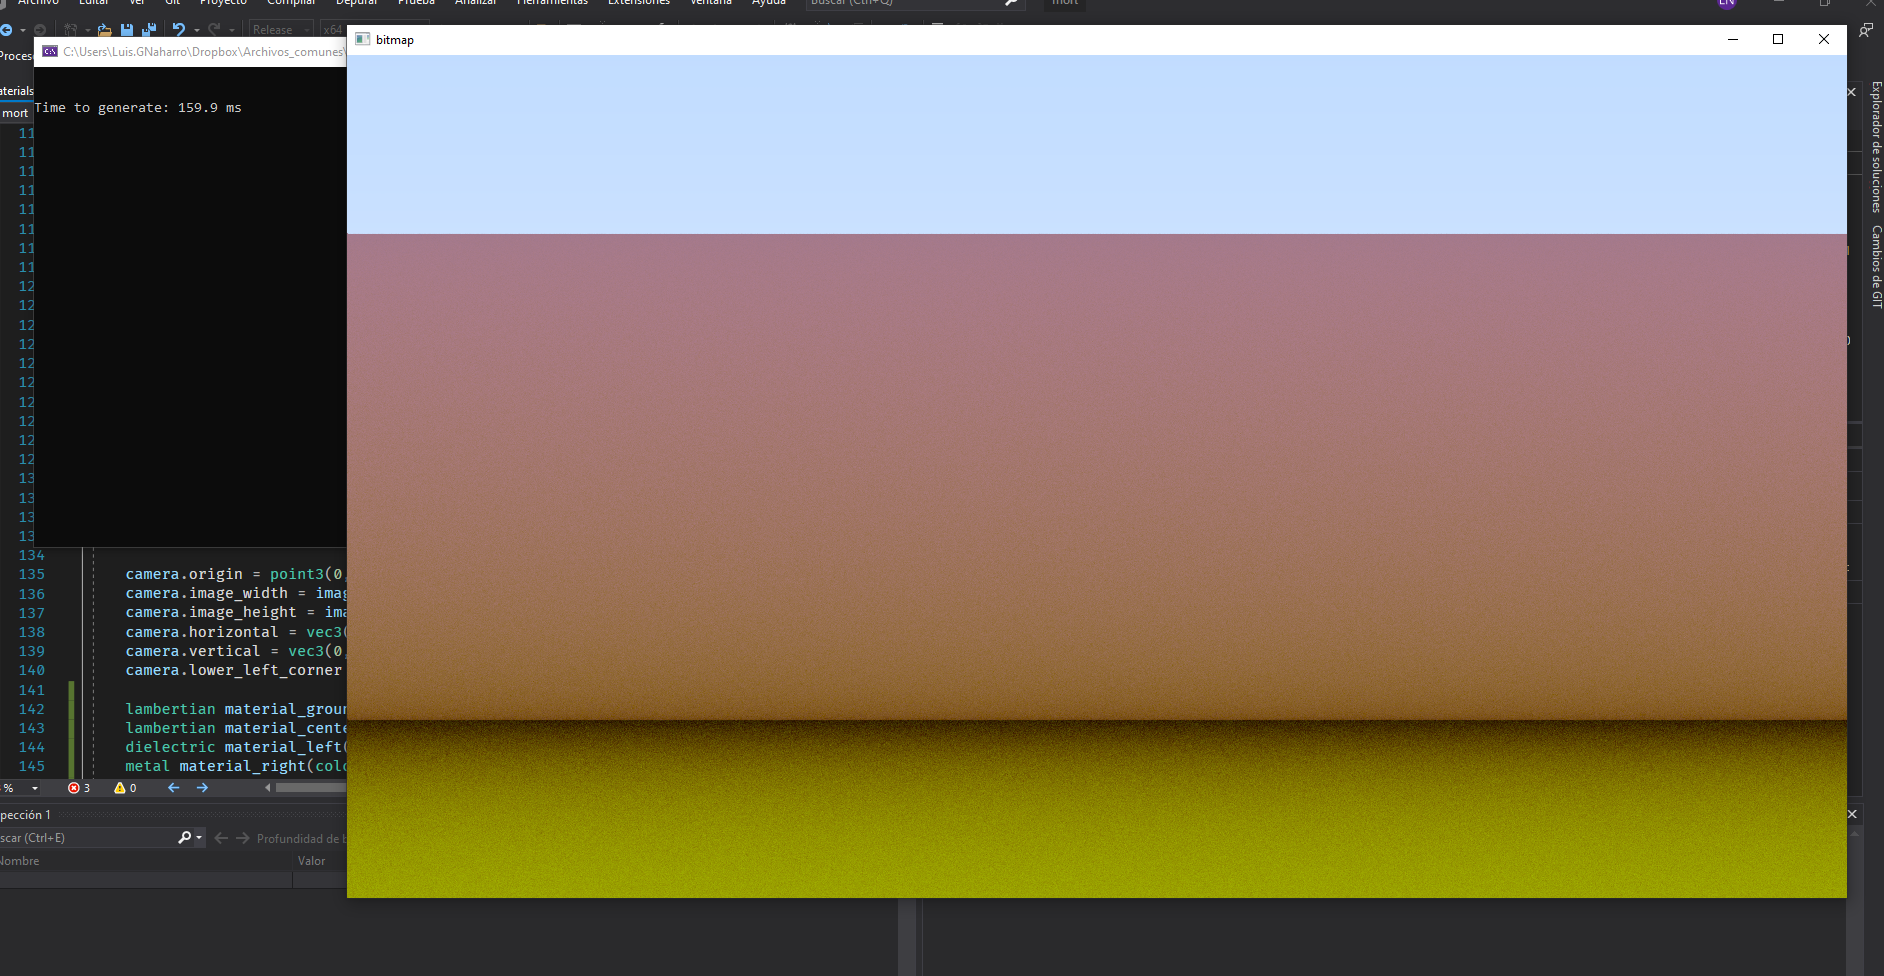 Archivo Editar Ver Git Proyecto Compilar Depurar Prueba Analizar Herramientas Extensiones Ventana Ayuda Buscar (Ctrl+Q) mort
LN
Release x64
bitmap
C:\Users\Luis.GNaharro\Dropbox\Archivos_comunes\
Proces
aterials
mort
Time to generate: 159.9 ms
Explorador de soluciones
Cambios de GIT
11
11
11
11
11
11
11
11
12
12
12
12
12
12
12
12
12
12
13
13
13
13
134
135 camera.origin = point3(0,
136 camera.image_width = imag
137 camera.image_height = ima
138 camera.horizontal = vec3(
139 camera.vertical = vec3(0,
140 camera.lower_left_corner
141
142 lambertian material_groun
143 lambertian material_cente
144 dielectric material_left(
145 metal material_right(colo
% 3 0
pección 1
scar (Ctrl+E) Profundidad de b
Nombre Valor